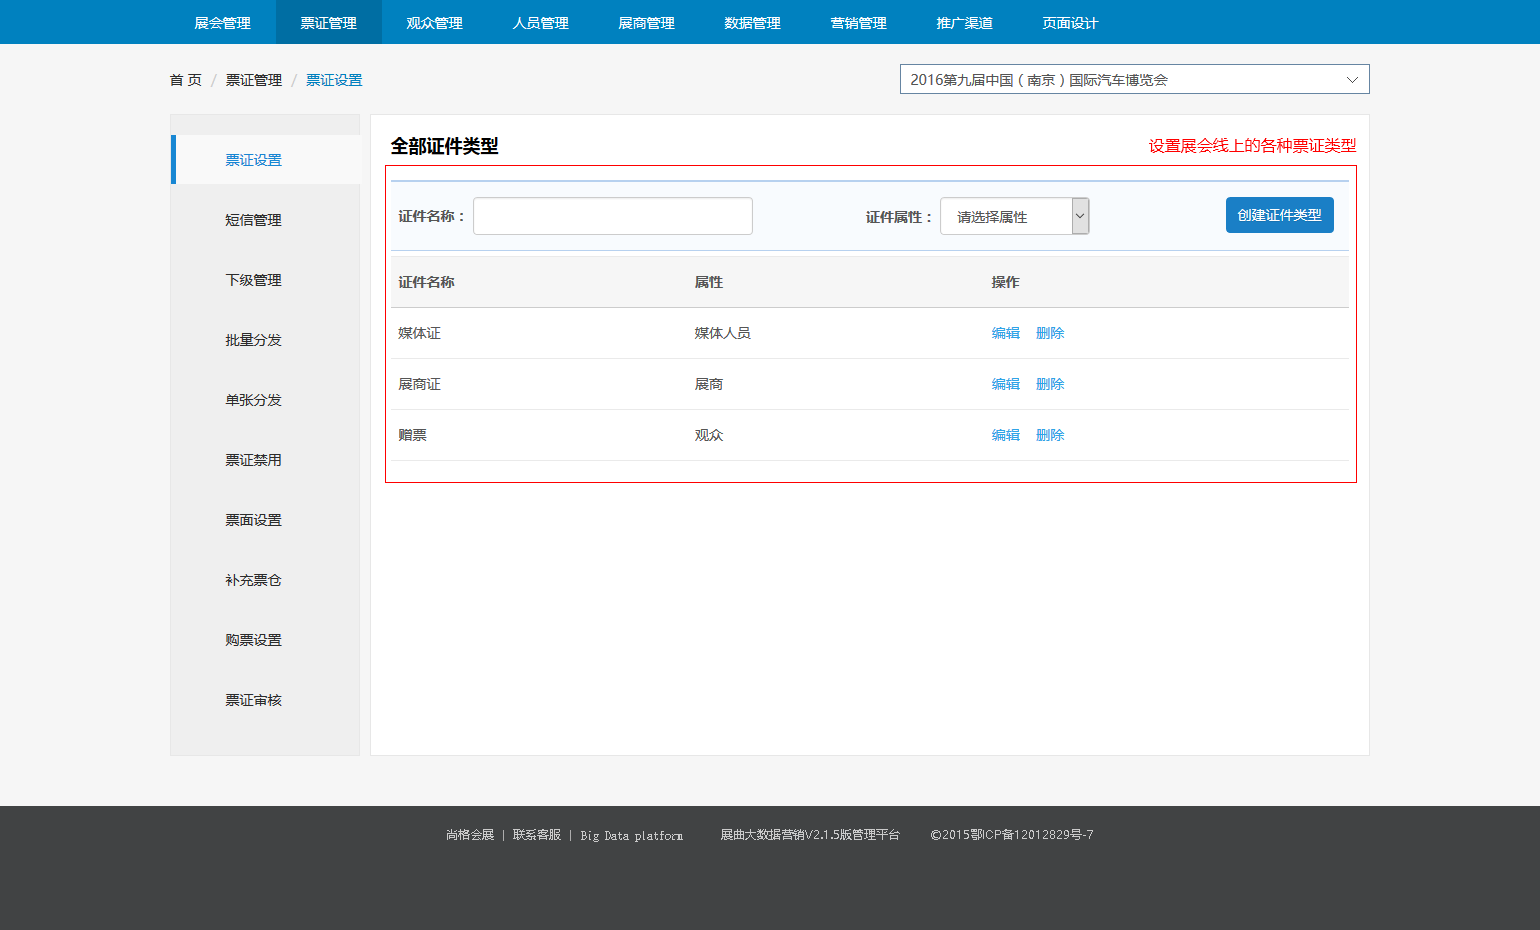 展会管理 票证管理 观众管理 人员管理 展商管理 数据管理 营销管理 推广渠道 页面设计
首 页 / 票证管理 / 票证设置
2016第九届中国（南京）国际汽车博览会
票证设置
短信管理
下级管理
批量分发
单张分发
票证禁用
票面设置
补充票仓
购票设置
票证审核
全部证件类型
设置展会线上的各种票证类型
证件名称： 证件属性： 请选择属性 创建证件类型
证件名称 属性 操作
媒体证 媒体人员 编辑 删除
展商证 展商 编辑 删除
赠票 观众 编辑 删除
尚格会展 | 联系客服 | Big Data platform 展曲大数据营销V2.1.5版管理平台 ©2015鄂ICP备12012829号-7